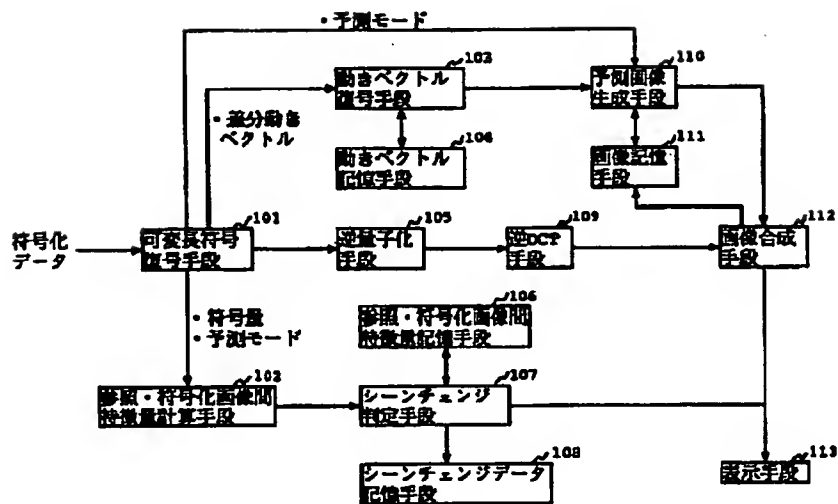 ・予測モード
103
動きベクトル
復号手段
110
予測画像
生成手段
・差分動き
ベクトル
104
動きベクトル
記憶手段
111
画像記憶
手段
符号化
データ
101
可変長符号
復号手段
105
逆量子化
手段
109
逆DCT
手段
112
画像合成
手段
・符号量
・予測モード
106
参照・符号化画像間
特徴量記憶手段
102
参照・符号化画像間
特徴量計算手段
107
シーンチェンジ
判定手段
108
シーンチェンジデータ
記憶手段
113
表示手段